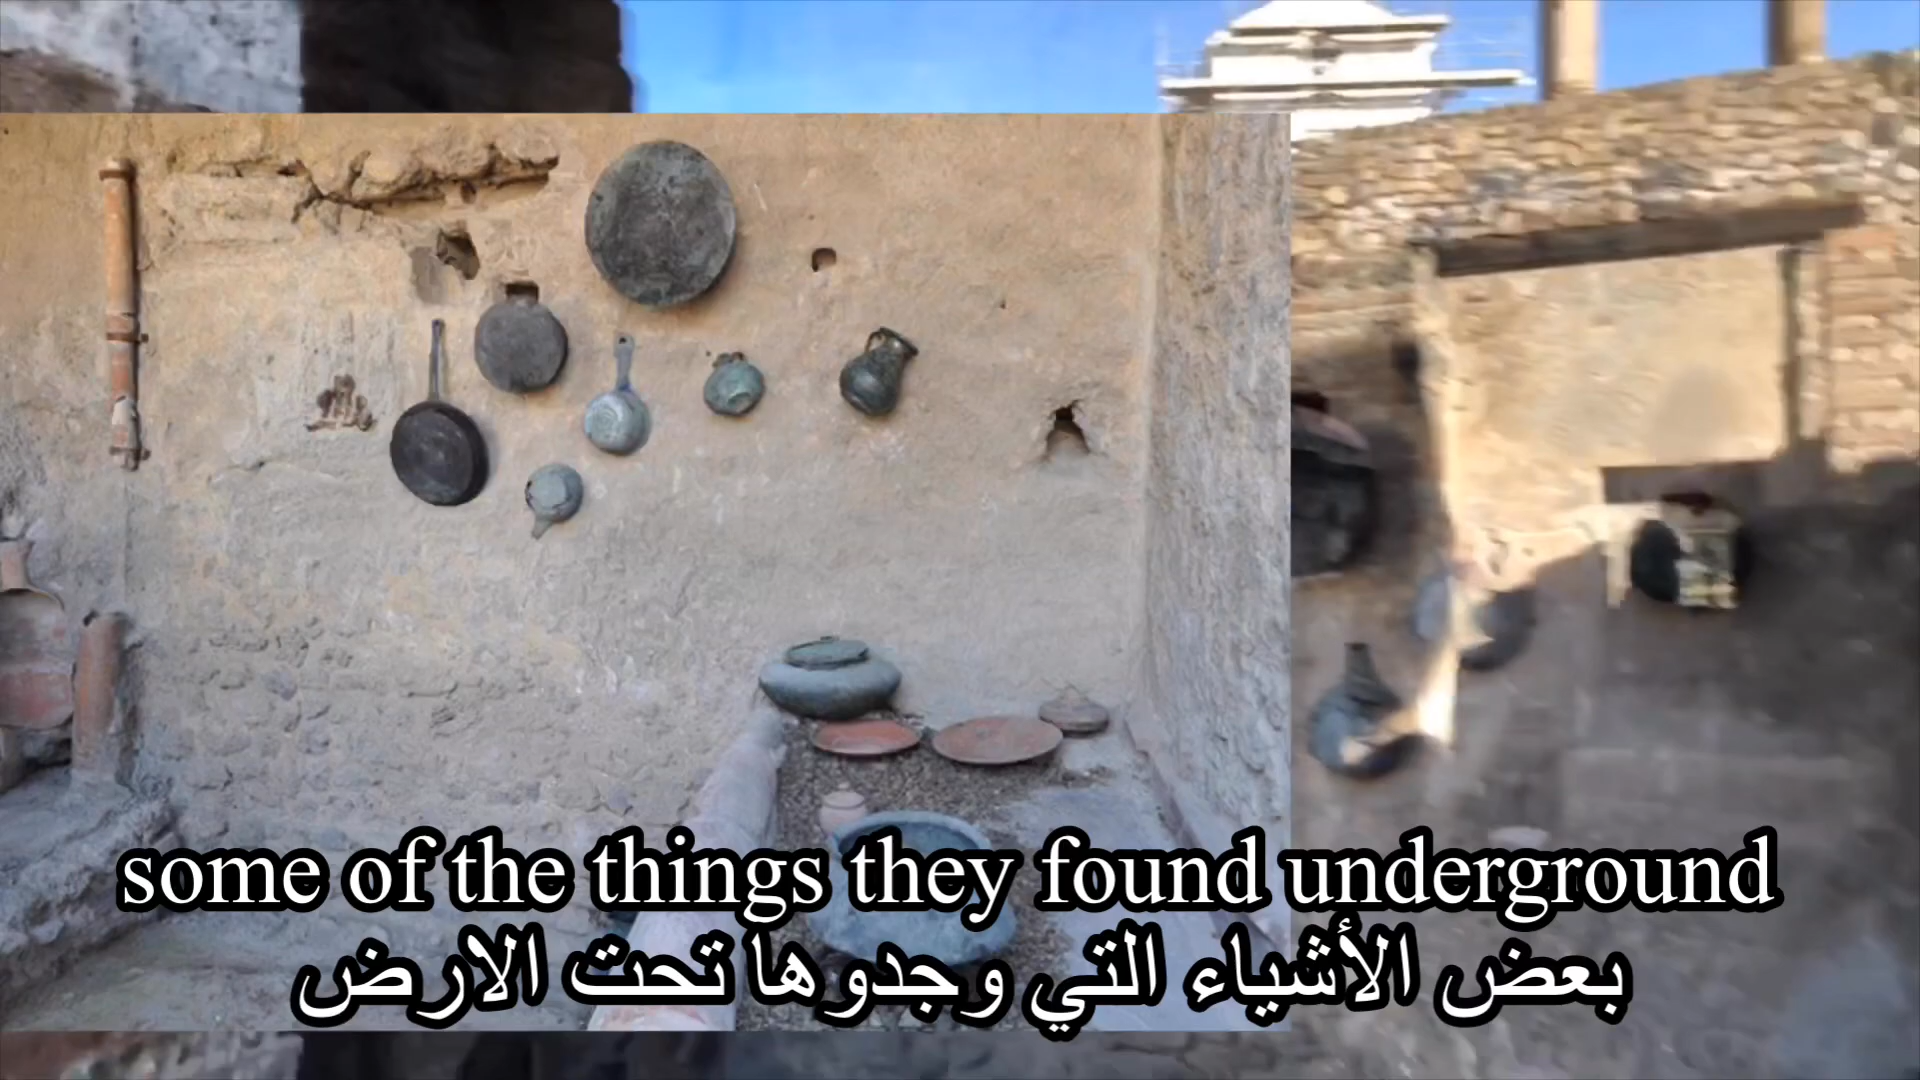 some of the things they found underground
بعض الأشياء التي وجدوها تحت الارض